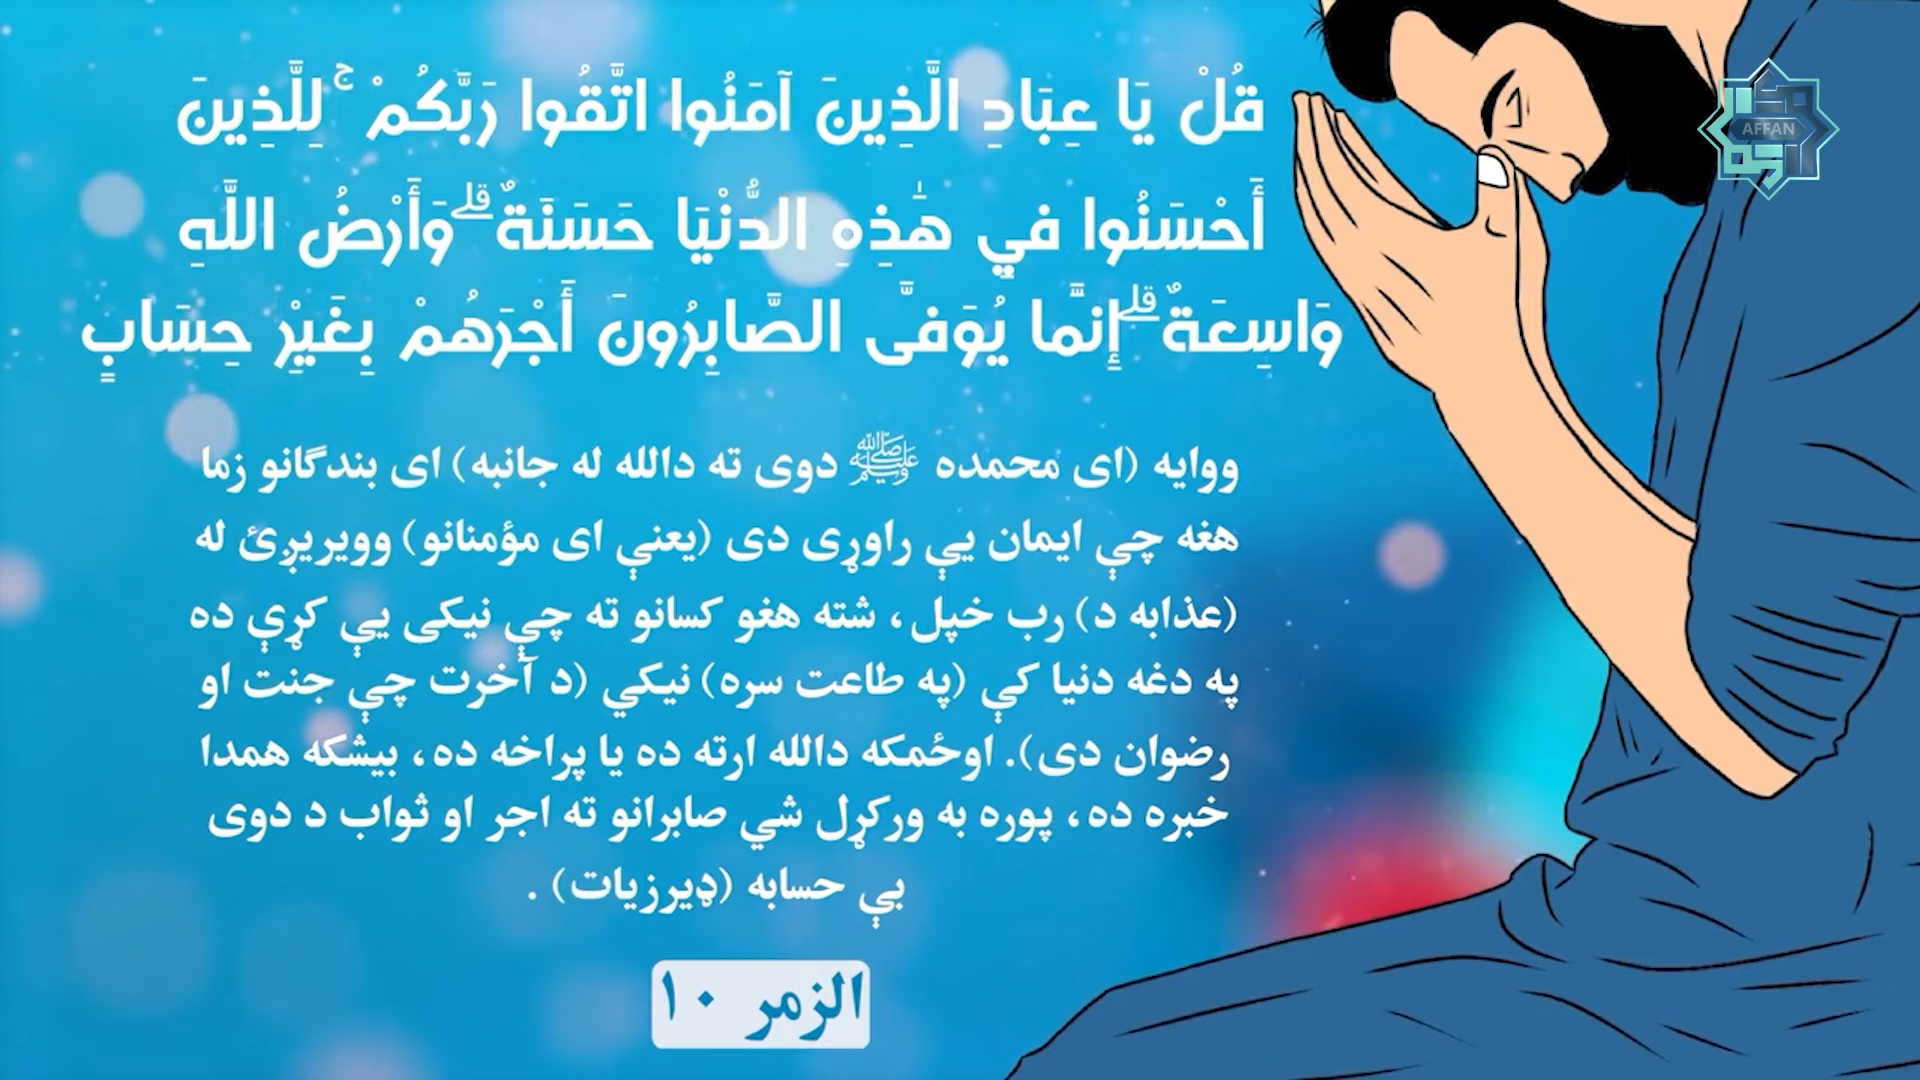 قُلْ يَا عِبَادِ الَّذِينَ آمَنُوا اتَّقُوا رَبَّكُمْ ۚ لِلَّذِينَ
أَحْسَنُوا فِي هَٰذِهِ الدُّنْيَا حَسَنَةٌ ۗ وَأَرْضُ اللَّهِ
وَاسِعَةٌ ۗ إِنَّمَا يُوَفَّى الصَّابِرُونَ أَجْرَهُمْ بِغَيْرِ حِسَابٍ
ووایه (ای محمده ﷺ دوی ته دالله له جانبه) ای بندگانو زما
هغه چې ایمان یې راوړی دی (یعنې ای مؤمنانو) وویریږئ له
(عذابه د) رب خپل، شته هغو کسانو ته چې نیکی یې کړې ده
په دغه دنیا کې (په طاعت سره) نیکي (د آخرت چې جنت او
رضوان دی). اوځمکه دالله ارته ده یا پراخه ده، بیشکه همدا
خبره ده، پوره به ورکړل شي صابرانو ته اجر او ثواب د دوی
بې حسابه (ډیرزیات) .
الزمر ۱۰
AFFAN